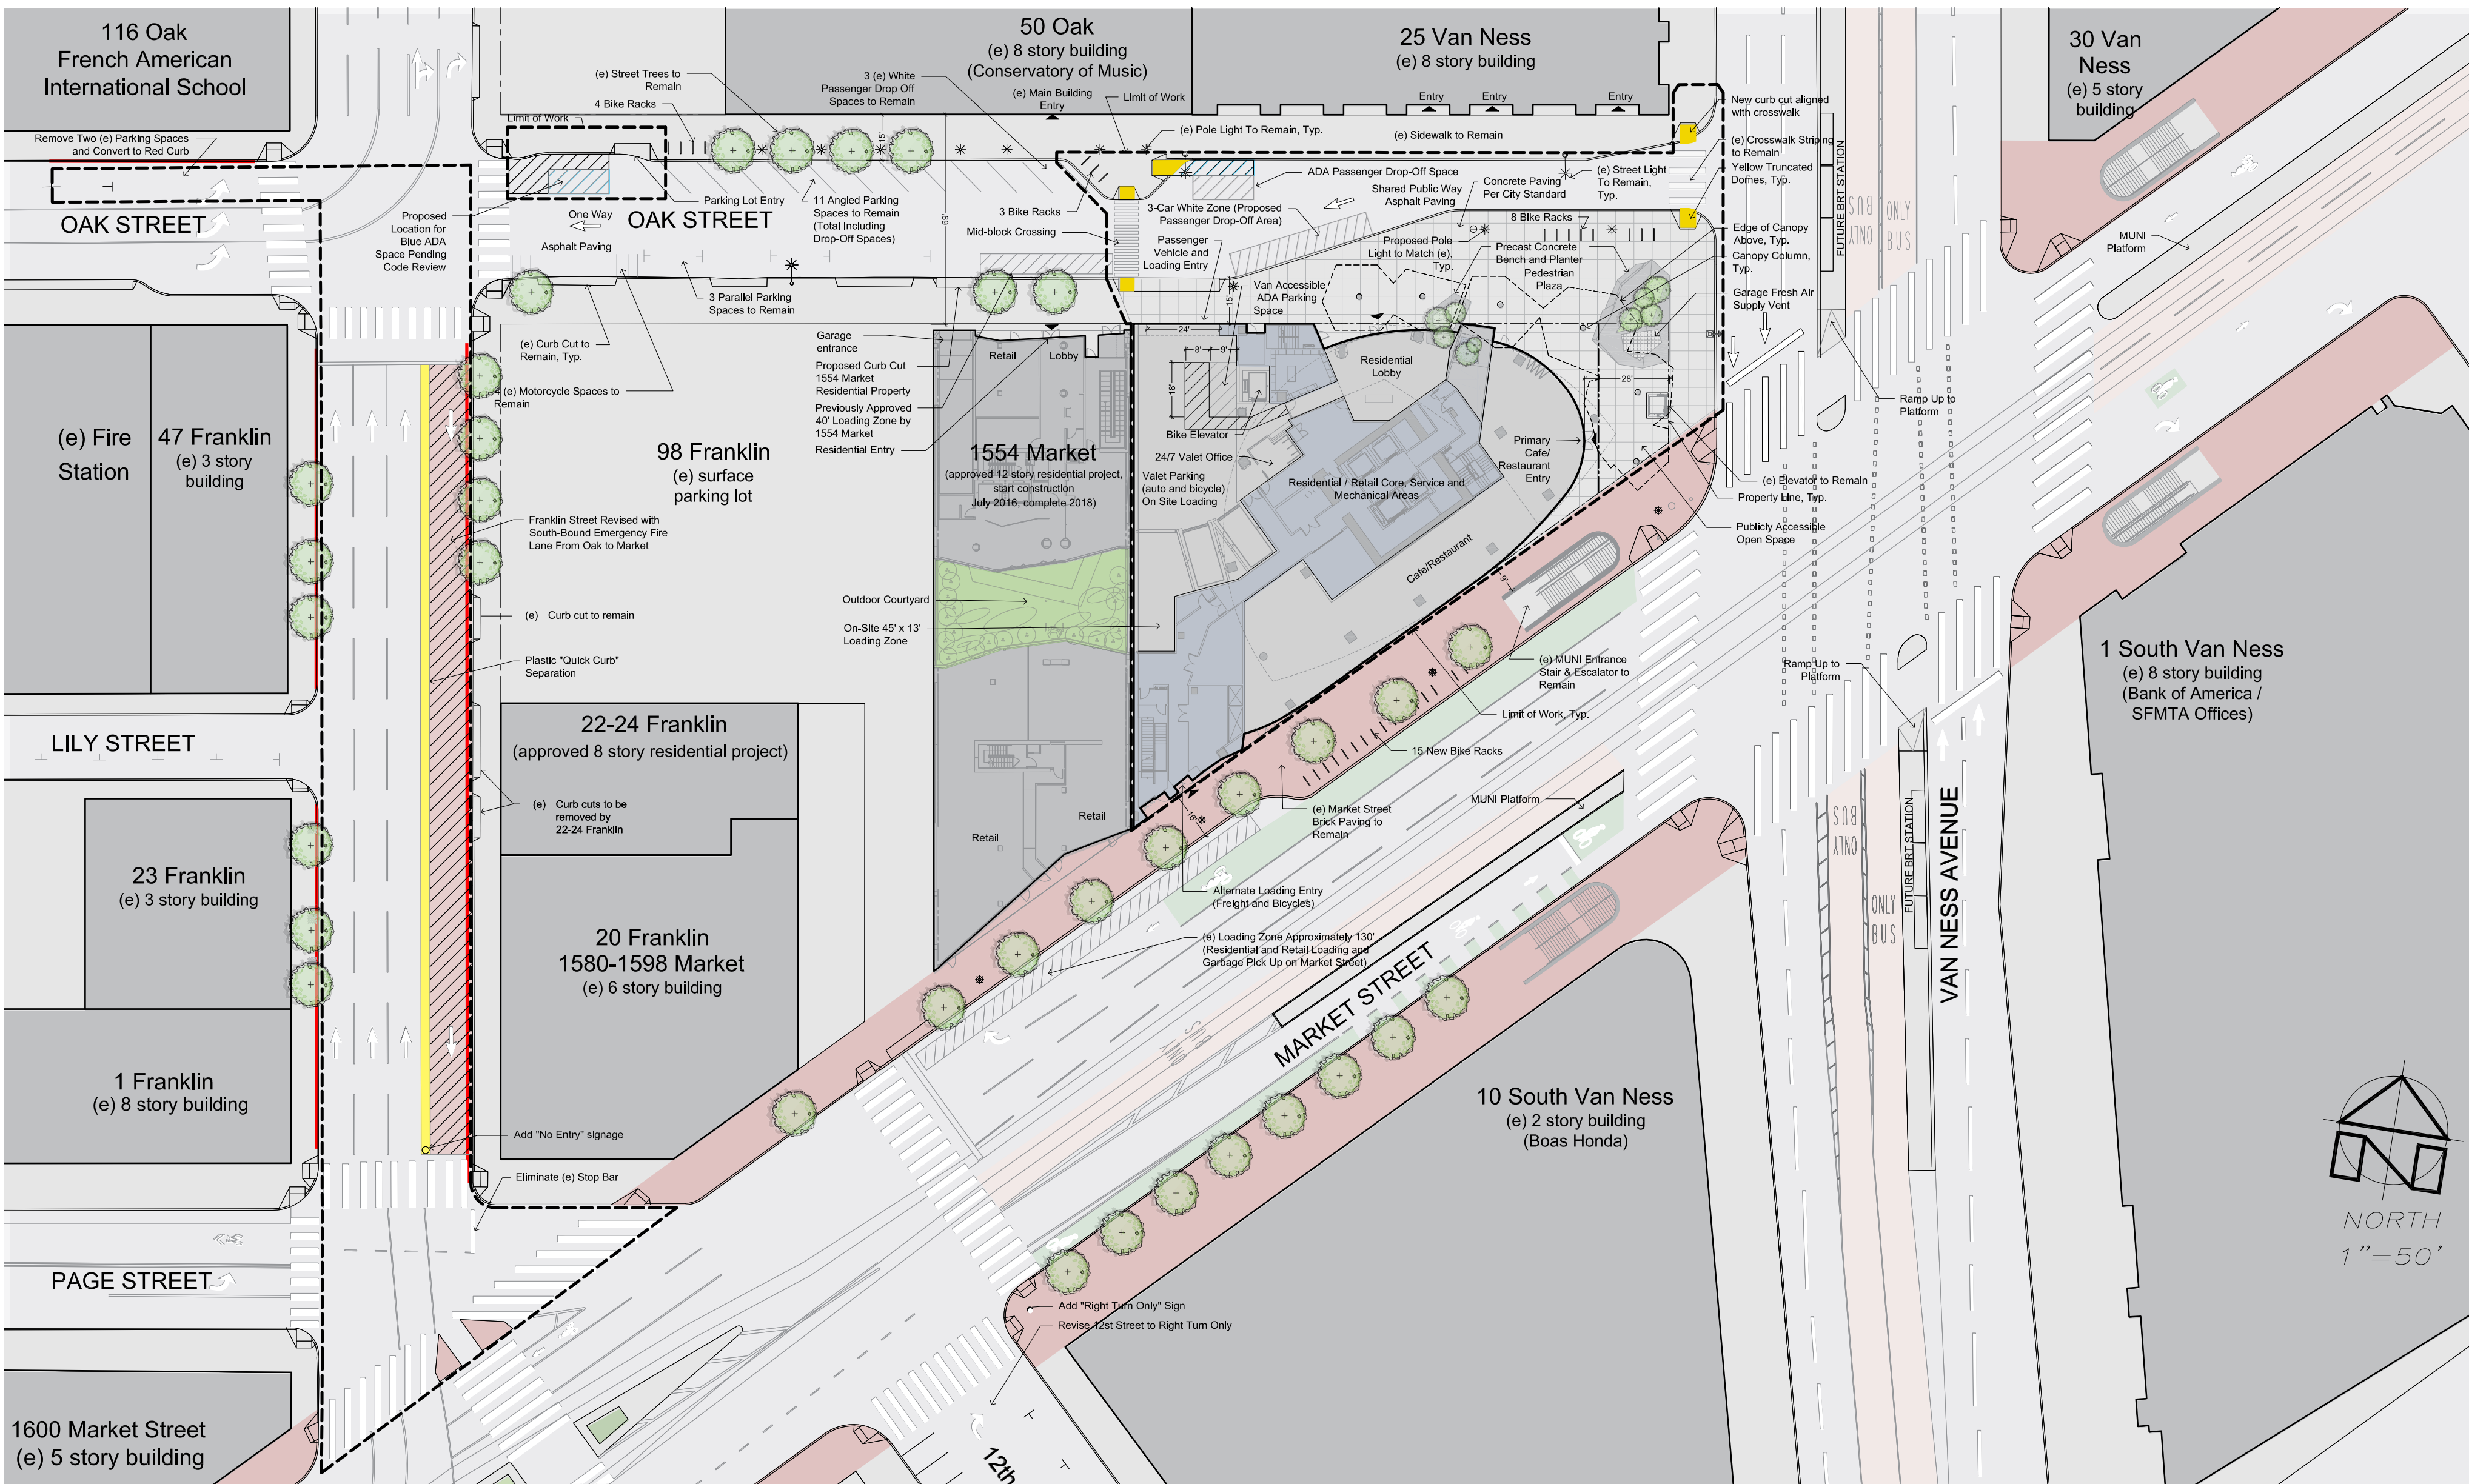 116 Oak
French American
International School
50 Oak
(e) 8 story building
(Conservatory of Music)
(e) Main Building
Entry
25 Van Ness
(e) 8 story building
Entry
Entry
Entry
30 Van
Ness
(e) 5 story
building
Remove Two (e) Parking Spaces
and Convert to Red Curb
Limit of Work
4 Bike Racks
(e) Street Trees to
Remain
3 (e) White
Passenger Drop Off
Spaces to Remain
Limit of Work
15'
(e) Pole Light To Remain, Typ.
(e) Sidewalk to Remain
New curb cut aligned
with crosswalk
(e) Crosswalk Striping
to Remain
Yellow Truncated
Domes, Typ.
FUTURE BRT STATION
BUS
ONLY
ONLY
BUS
MUNI
Platform
OAK STREET
Proposed
Location for
Blue ADA
Space Pending
Code Review
One Way
Asphalt Paving
Parking Lot Entry
OAK STREET
11 Angled Parking
Spaces to Remain
(Total Including
Drop-Off Spaces)
69'
3 Bike Racks
Mid-block Crossing
ADA Passenger Drop-Off Space
Shared Public Way
Asphalt Paving
3-Car White Zone (Proposed
Passenger Drop-Off Area)
Concrete Paving
Per City Standard
(e) Street Light
To Remain,
Typ.
8 Bike Racks
Passenger
Vehicle and
Loading Entry
Proposed Pole
Light to Match (e),
Typ.
Precast Concrete
Bench and Planter
Pedestrian
Plaza
Edge of Canopy
Above, Typ.
Canopy Column,
Typ.
Garage Fresh Air
Supply Vent
3 Parallel Parking
Spaces to Remain
15'
Van Accessible
ADA Parking
Space
(e) Curb Cut to
Remain, Typ.
4 (e) Motorcycle Spaces to
Remain
Garage
entrance
Proposed Curb Cut
1554 Market
Residential Property
Previously Approved
40' Loading Zone by
1554 Market
Residential Entry
Retail
Lobby
24'
8'
9'
18'
Residential
Lobby
28'
Ramp Up to
Platform
(e) Fire
Station
47 Franklin
(e) 3 story
building
98 Franklin
(e) surface
parking lot
1554 Market
(approved 12 story residential project,
start construction
July 2016, complete 2018)
Bike Elevator
24/7 Valet Office
Valet Parking
(auto and bicycle)
On Site Loading
Residential / Retail Core, Service and
Mechanical Areas
Primary
Cafe/
Restaurant
Entry
(e) Elevator to Remain
Property Line, Typ.
Publicly Accessible
Open Space
Franklin Street Revised with
South-Bound Emergency Fire
Lane From Oak to Market
Cafe/Restaurant
9'
Outdoor Courtyard
On-Site 45' x 13'
Loading Zone
(e) Curb cut to remain
Plastic "Quick Curb"
Separation
(e) MUNI Entrance
Stair & Escalator to
Remain
Limit of Work, Typ.
Ramp Up to
Platform
1 South Van Ness
(e) 8 story building
(Bank of America /
SFMTA Offices)
LILY STREET
22-24 Franklin
(approved 8 story residential project)
15 New Bike Racks
(e) Curb cuts to be
removed by
22-24 Franklin
Retail
Retail
16'
(e) Market Street
Brick Paving to
Remain
MUNI Platform
BUS
ONLY
ONLY
BUS
FUTURE BRT STATION
VAN NESS AVENUE
23 Franklin
(e) 3 story building
Alternate Loading Entry
(Freight and Bicycles)
20 Franklin
1580-1598 Market
(e) 6 story building
(e) Loading Zone Approximately 130'
(Residential and Retail Loading and
Garbage Pick Up on Market Street)
MARKET STREET
BUS
ONLY
1 Franklin
(e) 8 story building
10 South Van Ness
(e) 2 story building
(Boas Honda)
Add "No Entry" signage
Eliminate (e) Stop Bar
PAGE STREET
NORTH
1"=50'
Add "Right Turn Only" Sign
Revise 12st Street to Right Turn Only
1600 Market Street
(e) 5 story building
12th